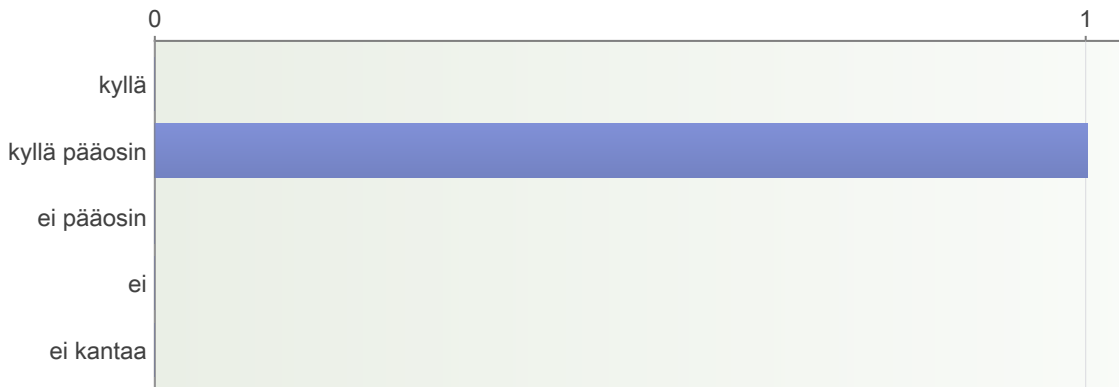 0 1
kyllä
kyllä pääosin
ei pääosin
ei
ei kantaa